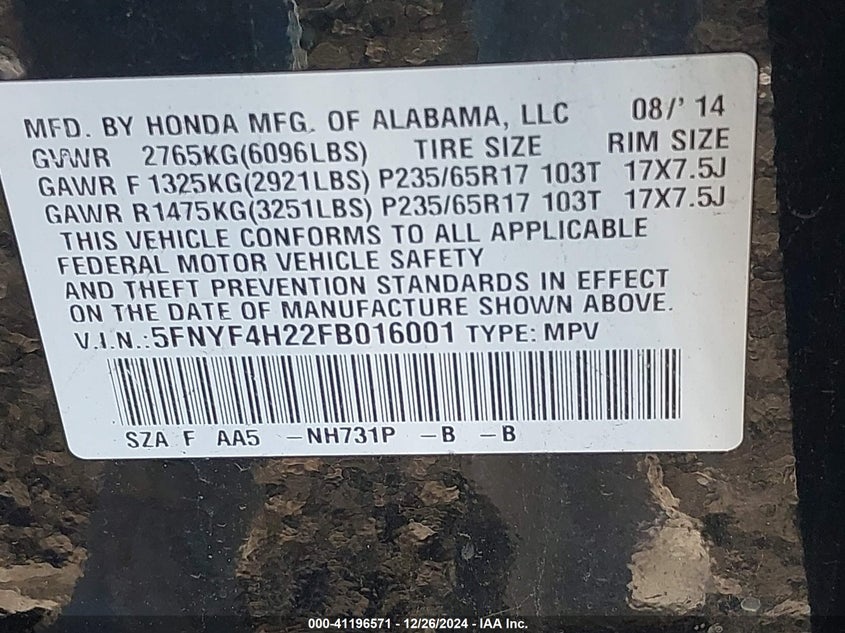 MFD. BY HONDA MFG. OF ALABAMA, LLC 08/' 14
GVWR 2765KG(6096LBS) TIRE SIZE RIM SIZE
GAWR F 1325KG(2921LBS) P235/65R17 103T 17X7.5J
GAWR R1475KG(3251LBS) P235/65R17 103T 17X7.5J
THIS VEHICLE CONFORMS TO ALL APPLICABLE
FEDERAL MOTOR VEHICLE SAFETY
AND THEFT PREVENTION STANDARDS IN EFFECT
ON THE DATE OF MANUFACTURE SHOWN ABOVE.
V.I.N.:5FNYF4H22FB016001 TYPE: MPV
SZA F AA5 -NH731P -B -B
000-41196571 - 12/26/2024 - IAA Inc.